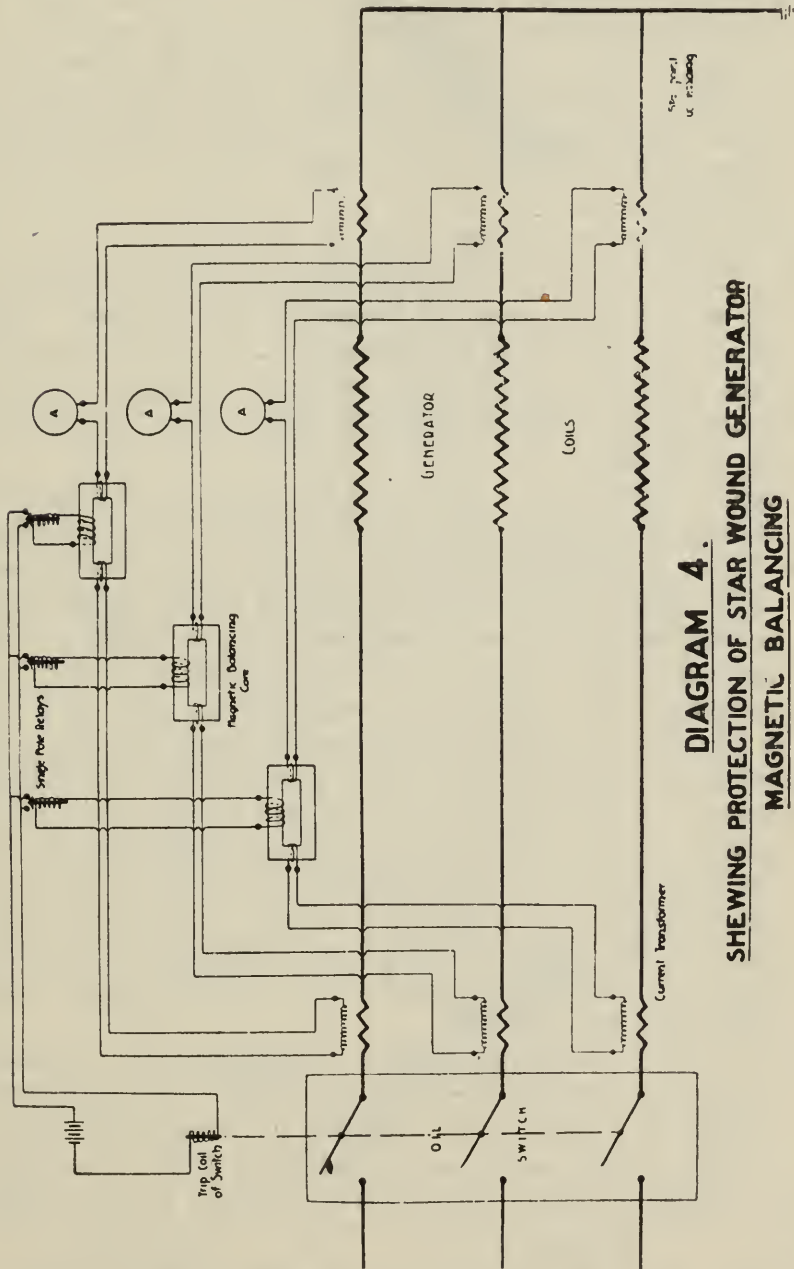 Single Pole Relays
A
A
A
Magnetic Balancing
Core
Trip Coil
of Switch
GENERATOR
COILS
OIL
SWITCH
Current Transformer
DIAGRAM 4.
SHEWING PROTECTION OF STAR WOUND GENERATOR
MAGNETIC BALANCING